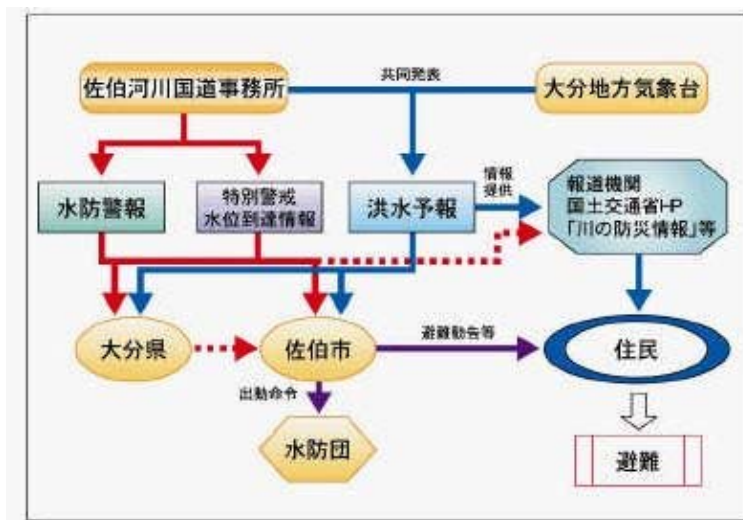 共同発表
佐伯河川国道事務所
大分地方気象台
水防警報
特別警戒
水位到達情報
洪水予報
情報
提供
報道機関
国土交通省HP
「川の防災情報」等
大分県
佐伯市
避難勧告等
住民
出動命令
水防団
避難